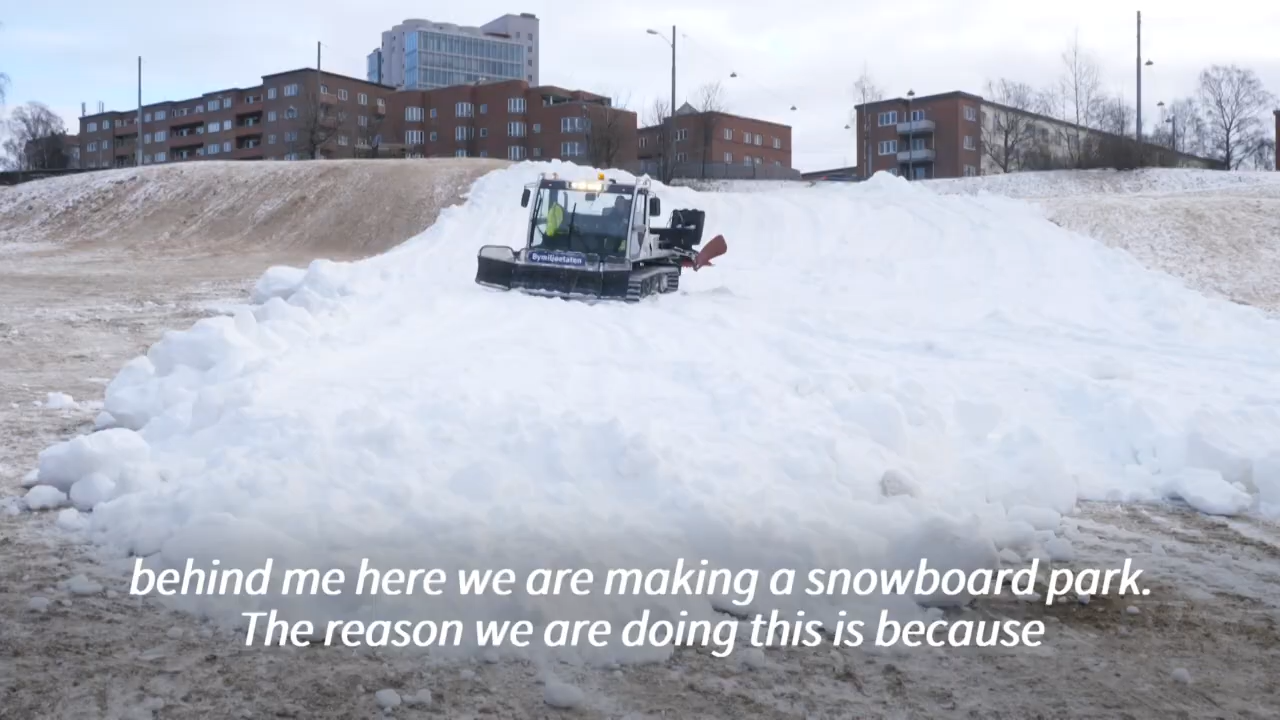 Bymiljøetaten
behind me here we are making a snowboard park.
The reason we are doing this is because